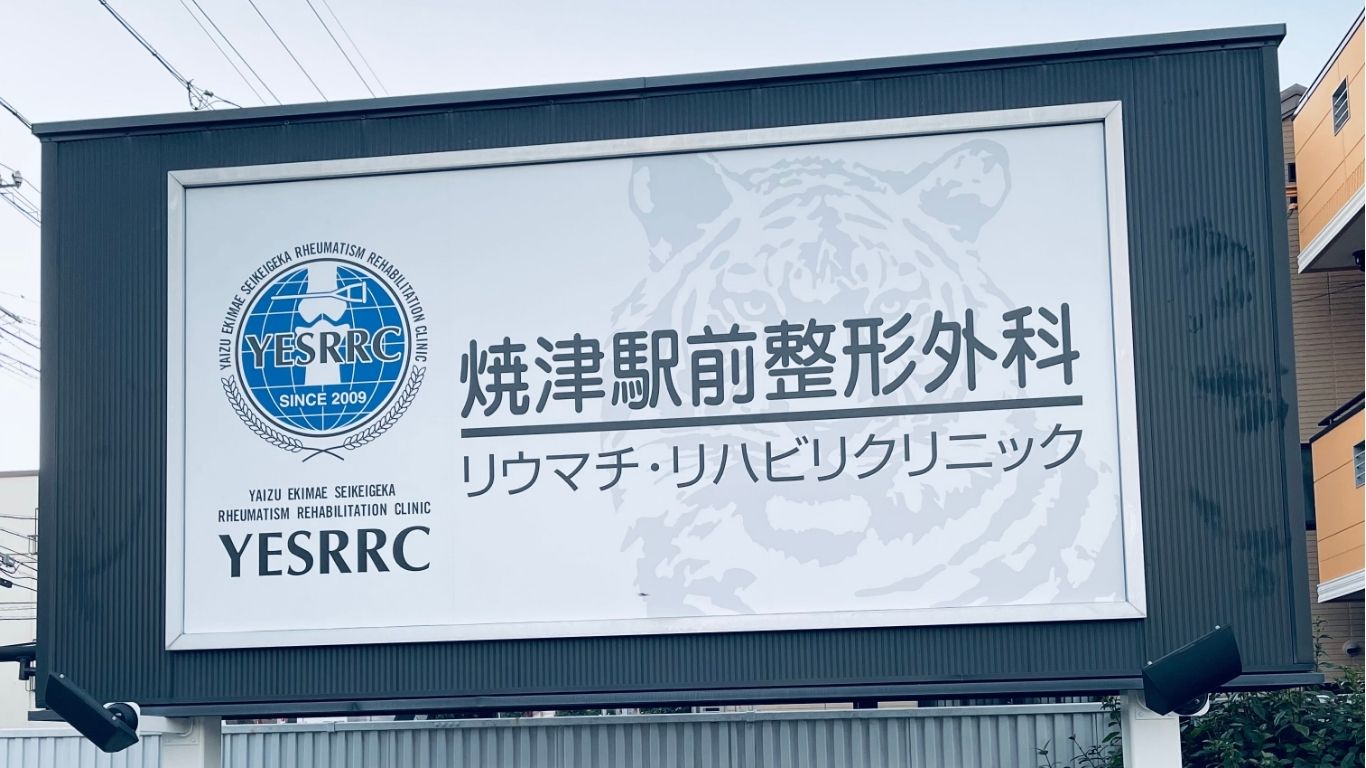 YAIZU EKIMAE SEIKEIGEKA RHEUMATISM REHABILITATION CLINIC
YESRRC
SINCE 2009
YAIZU EKIMAE SEIKEIGEKA
RHEUMATISM REHABILITATION CLINIC
YESRRC
焼津駅前整形外科
リウマチ・リハビリクリニック